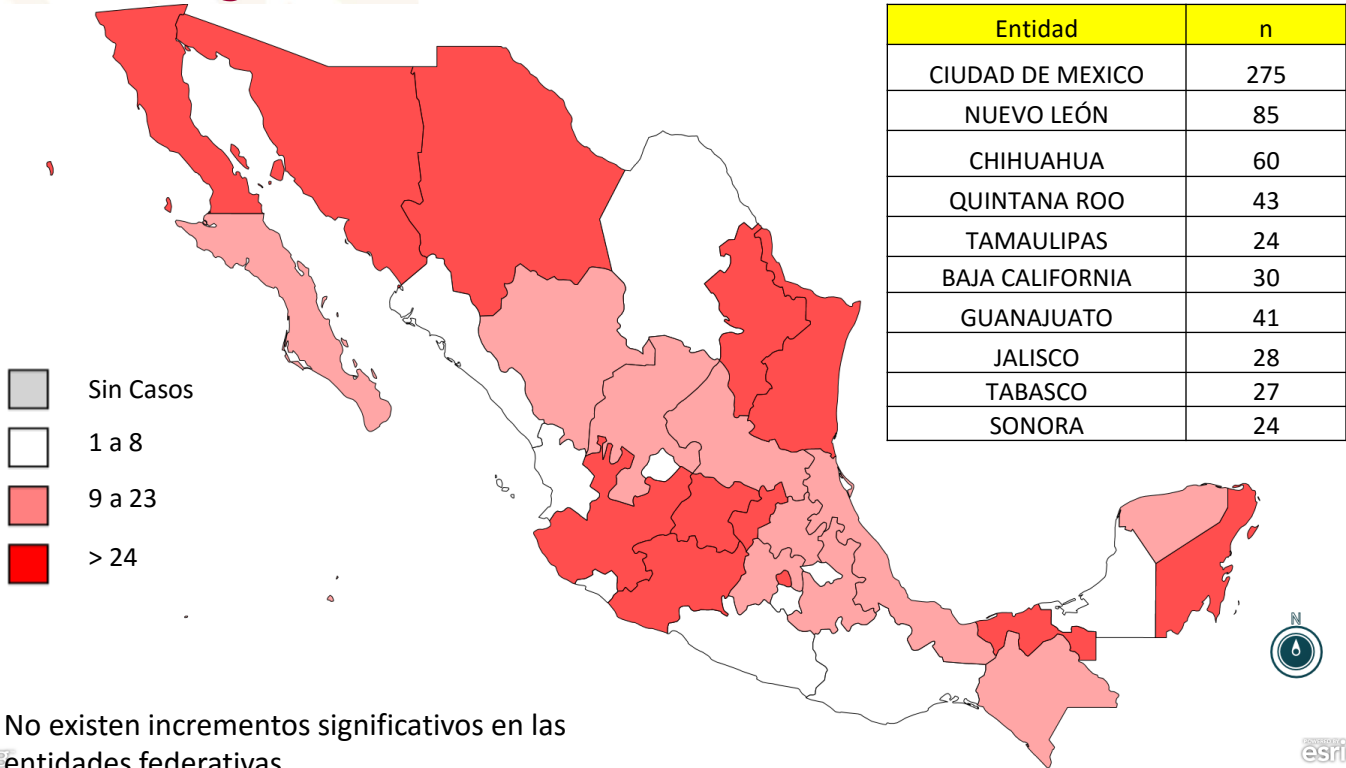 Entidad n
CIUDAD DE MEXICO 275
NUEVO LEÓN 85
CHIHUAHUA 60
QUINTANA ROO 43
TAMAULIPAS 24
BAJA CALIFORNIA 30
GUANAJUATO 41
JALISCO 28
TABASCO 27
SONORA 24
Sin Casos
1 a 8
9 a 23
> 24
N
No existen incrementos significativos en las
entidades federativas
esri